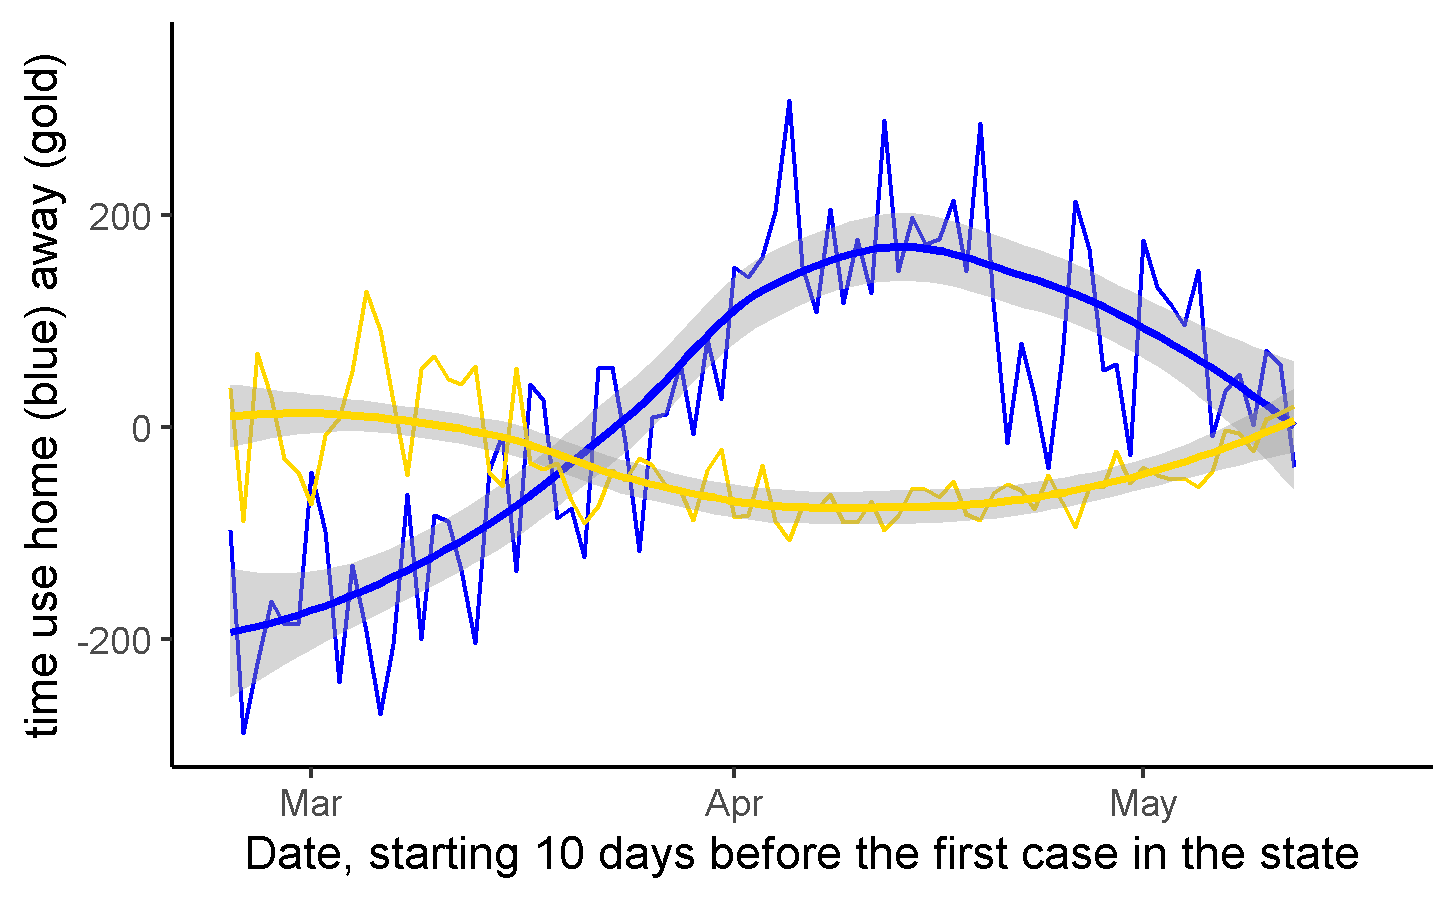 time use home (blue) away (gold)
200
0
-200
Mar
Apr
May
Date, starting 10 days before the first case in the state